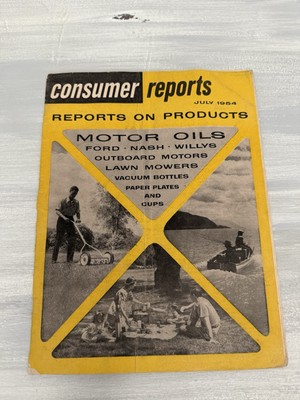 consumer reports
JULY 1954
REPORTS ON PRODUCTS
MOTOR OILS
FORD · NASH · WILLYS
OUTBOARD MOTORS
LAWN MOWERS
VACUUM BOTTLES
PAPER PLATES
AND
CUPS